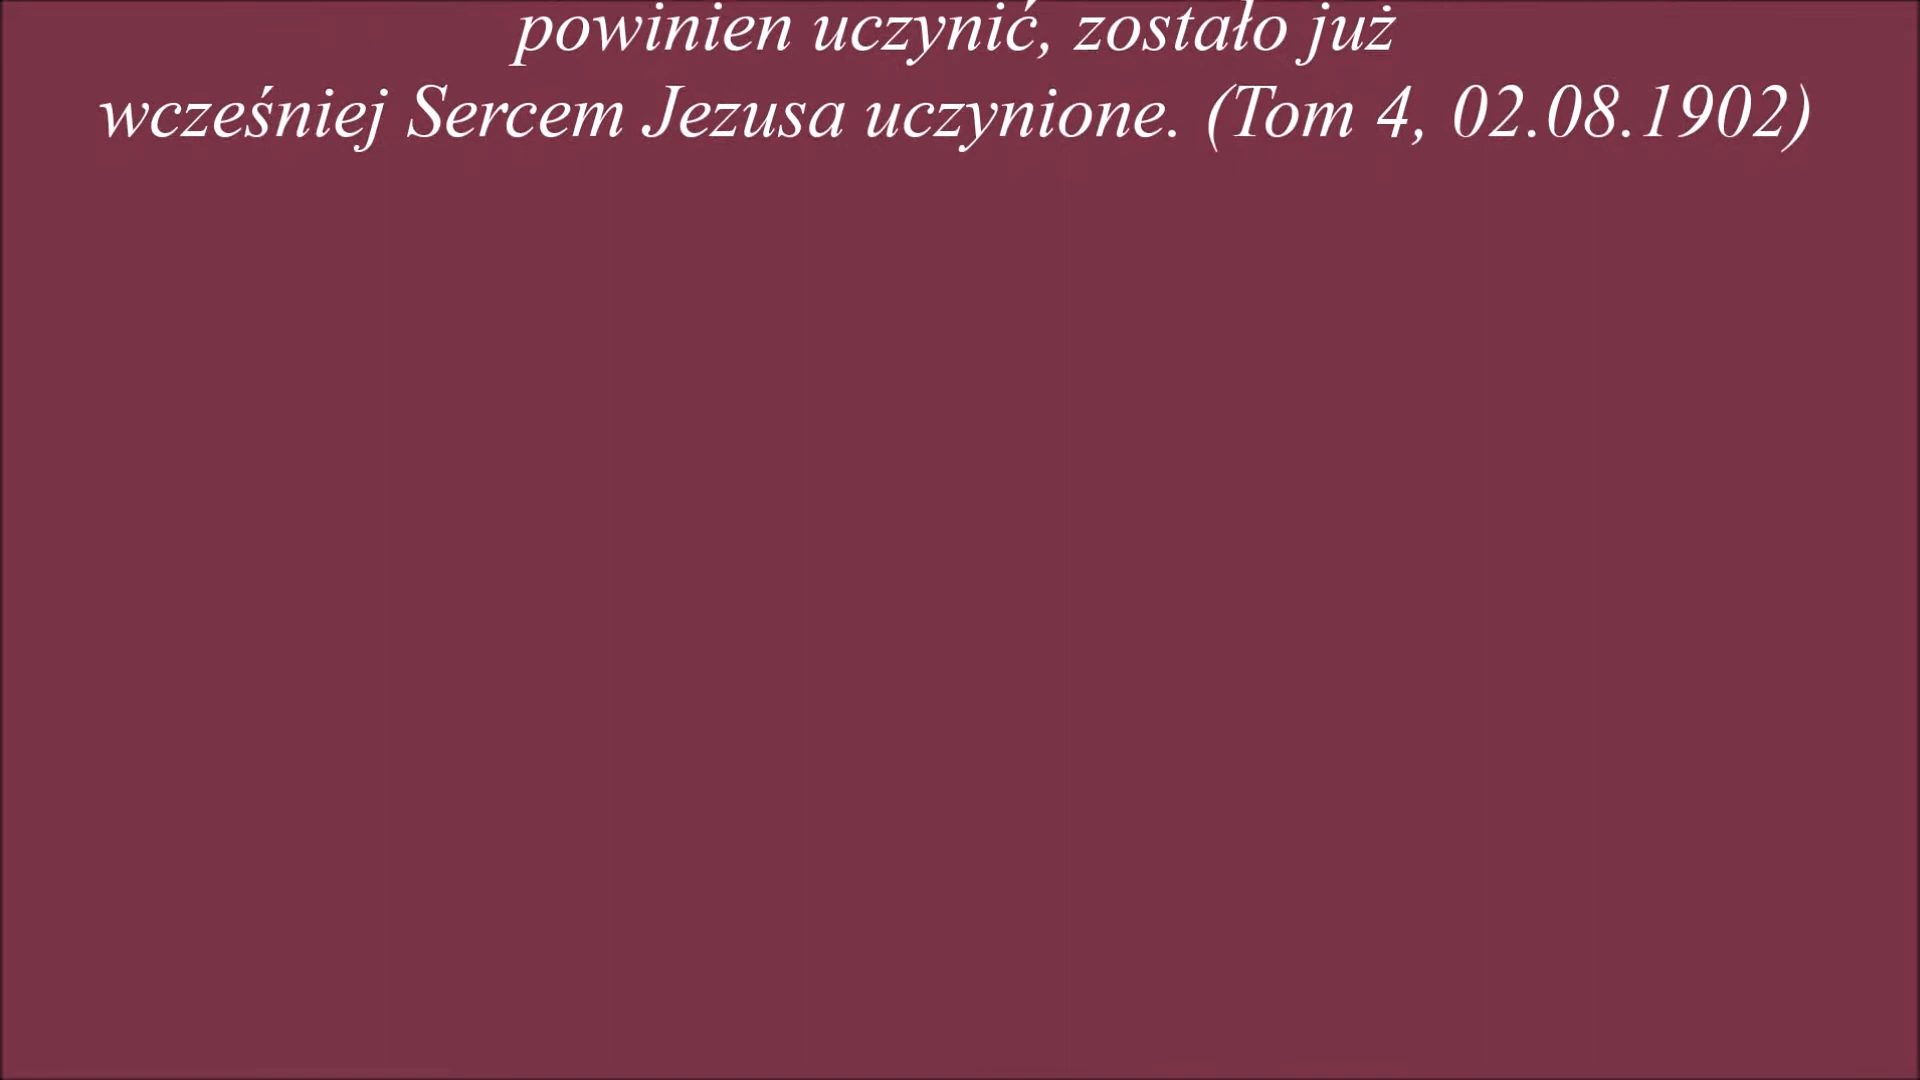 powinien uczynić, zostało już
wcześniej Sercem Jezusa uczynione. (Tom 4, 02.08.1902)